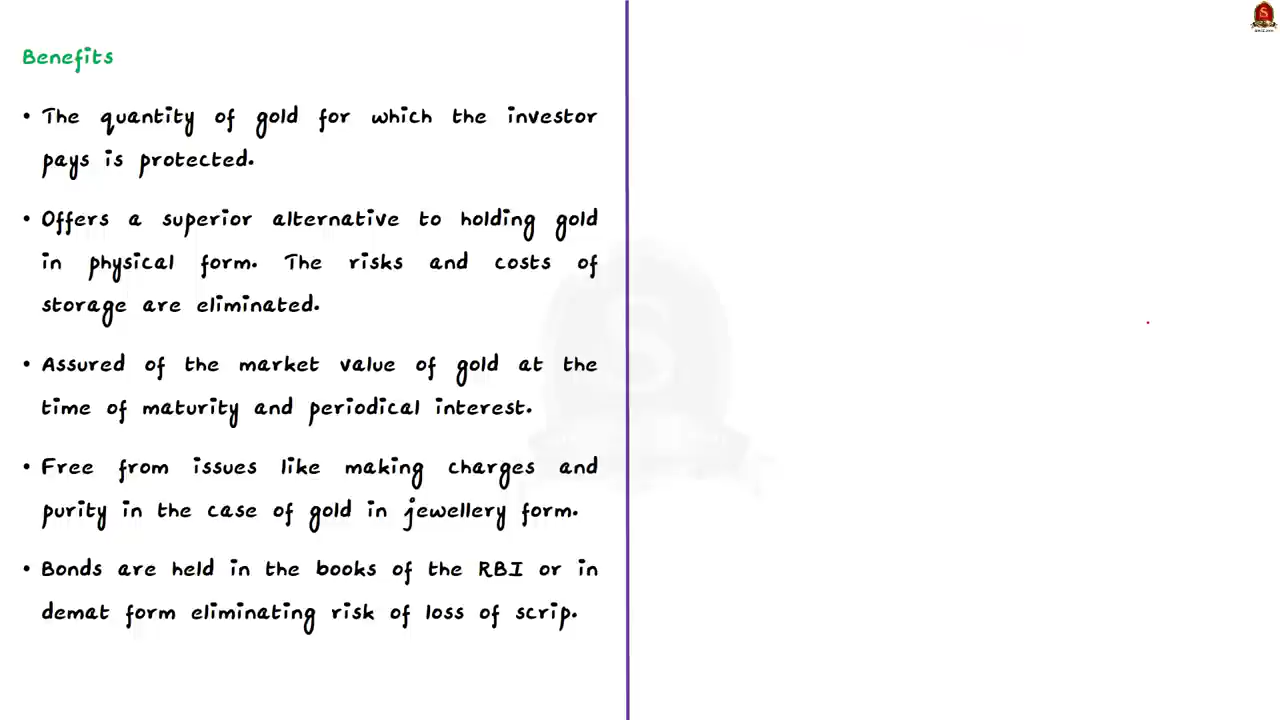 Benefits
• The quantity of gold for which the investor
pays is protected.
• Offers a superior alternative to holding gold
in physical form. The risks and costs of
storage are eliminated.
• Assured of the market value of gold at the
time of maturity and periodical interest.
• Free from issues like making charges and
purity in the case of gold in jewellery form.
• Bonds are held in the books of the RBI or in
demat form eliminating risk of loss of scrip.